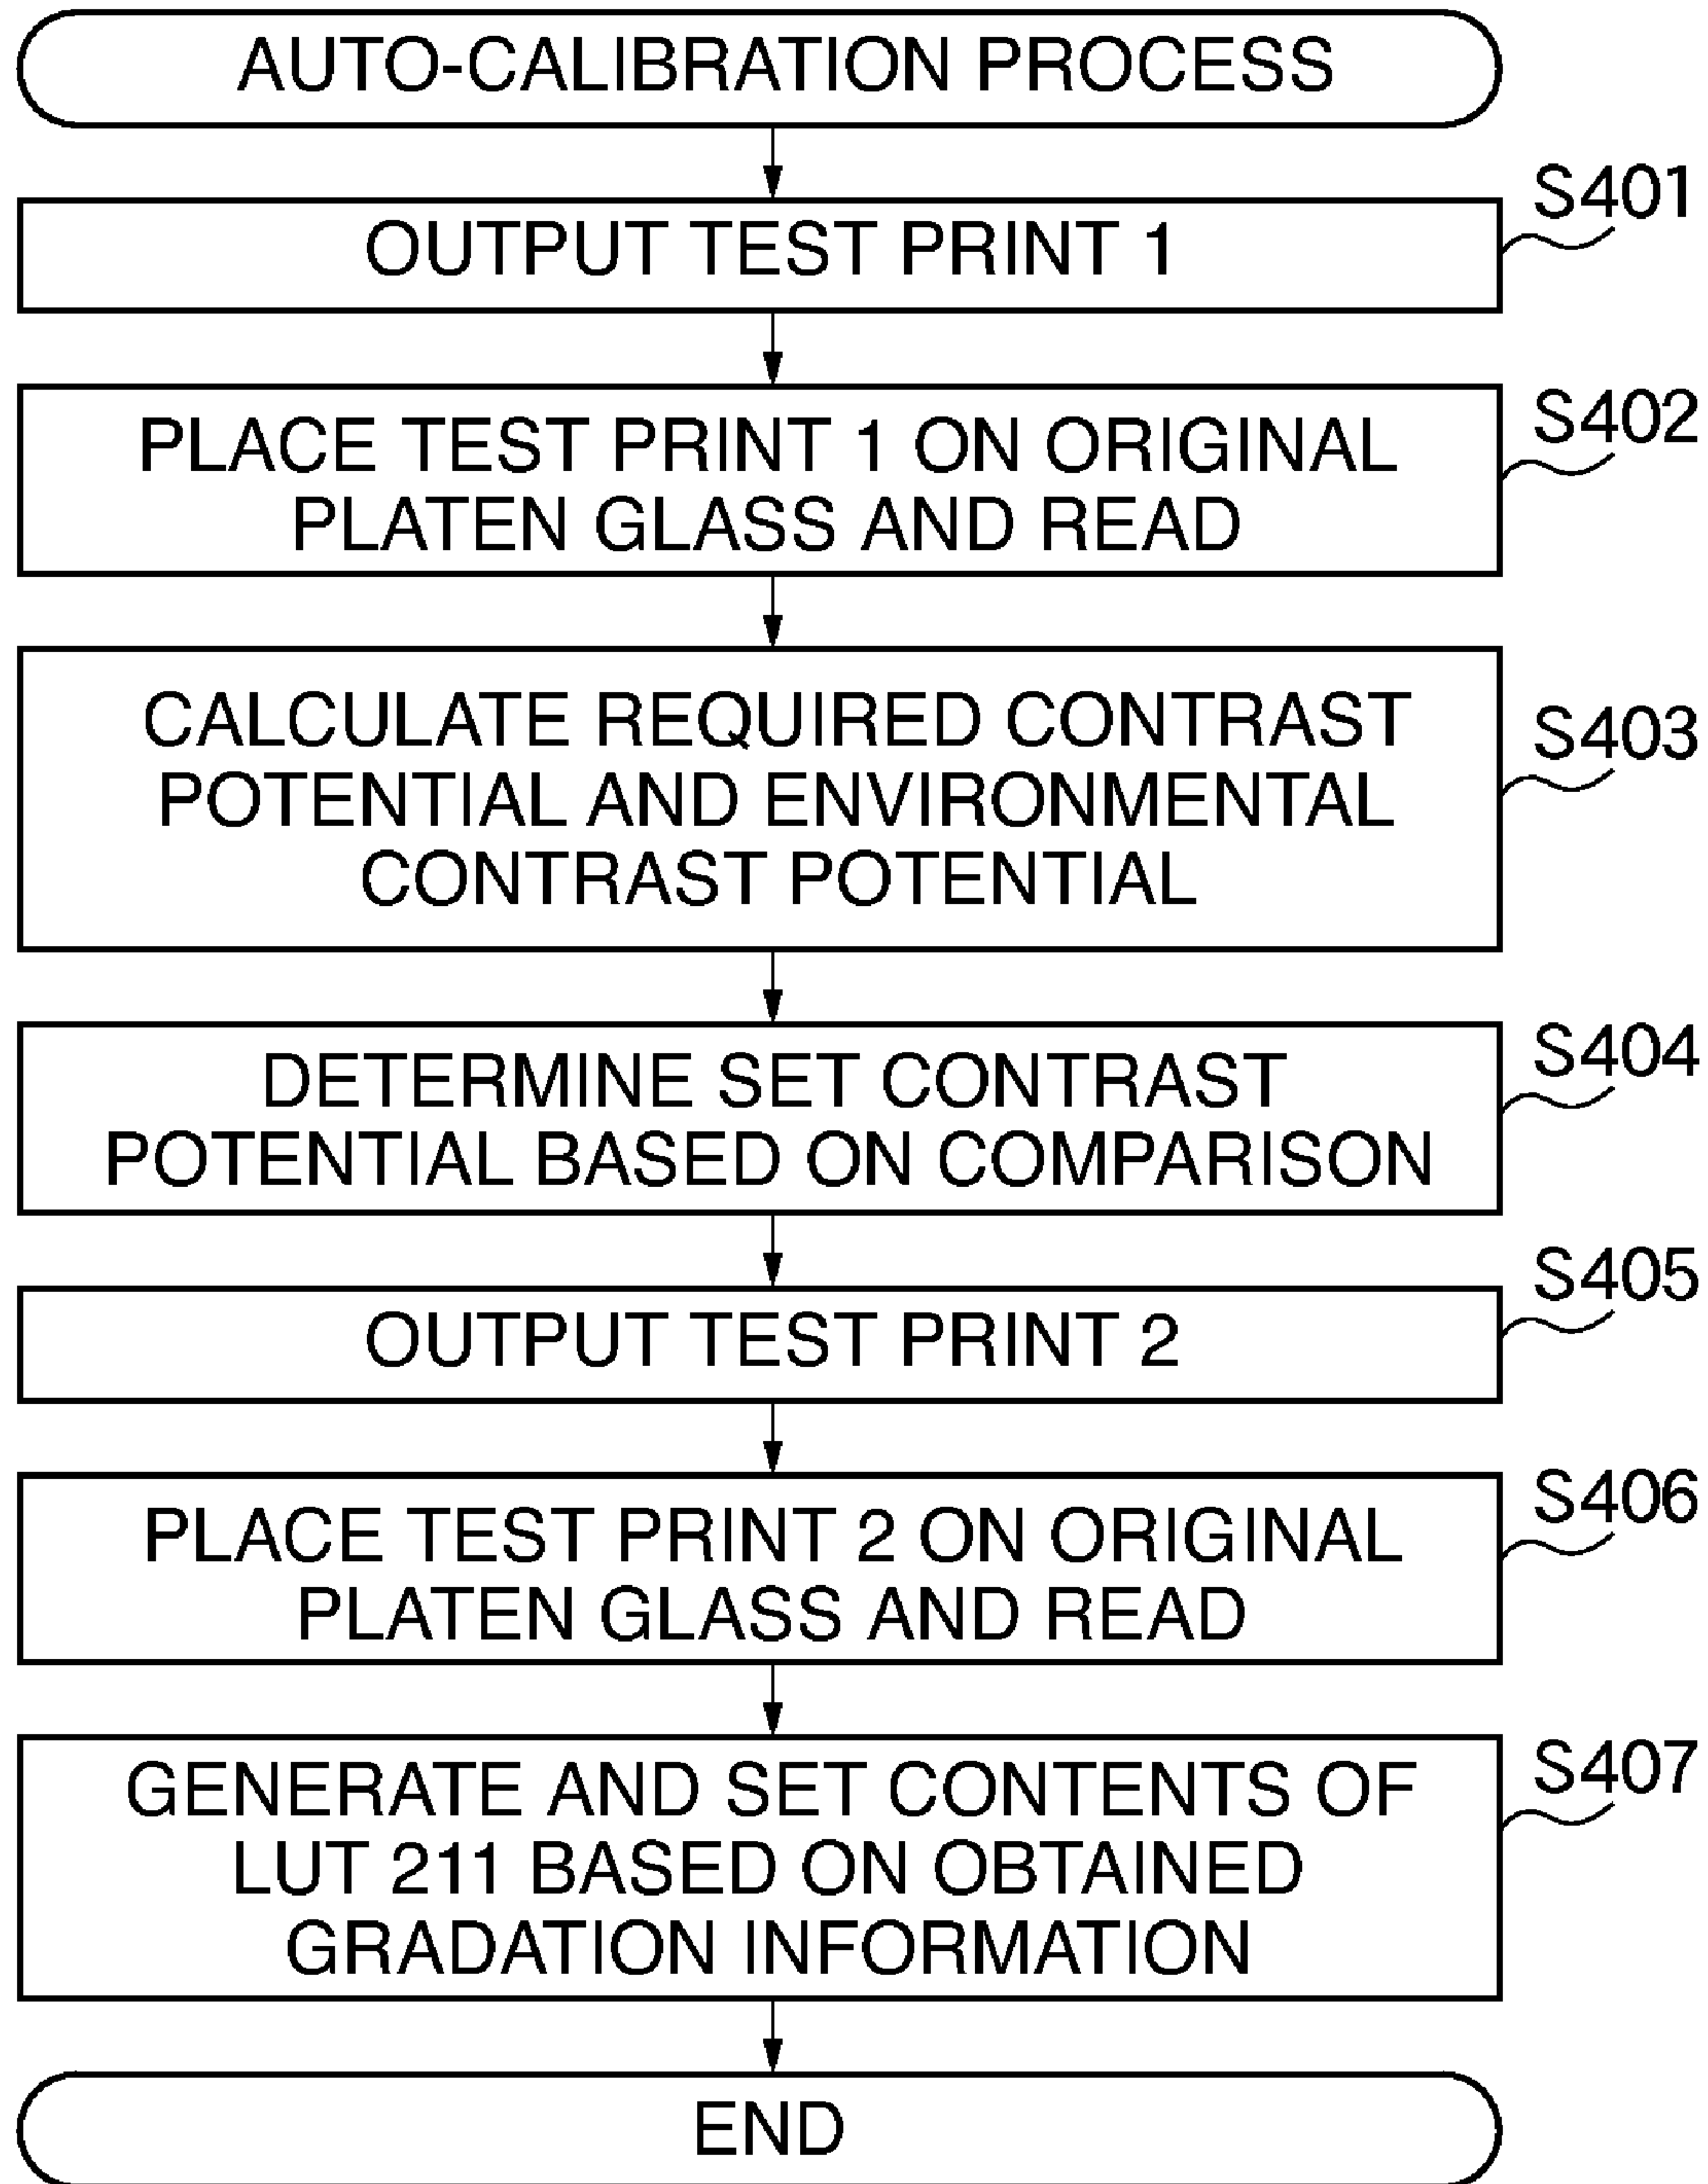 AUTO-CALIBRATION PROCESS
S401
OUTPUT TEST PRINT 1
S402
PLACE TEST PRINT 1 ON ORIGINAL
PLATEN GLASS AND READ
S403
CALCULATE REQUIRED CONTRAST
POTENTIAL AND ENVIRONMENTAL
CONTRAST POTENTIAL
S404
DETERMINE SET CONTRAST
POTENTIAL BASED ON COMPARISON
S405
OUTPUT TEST PRINT 2
S406
PLACE TEST PRINT 2 ON ORIGINAL
PLATEN GLASS AND READ
S407
GENERATE AND SET CONTENTS OF
LUT 211 BASED ON OBTAINED
GRADATION INFORMATION
END